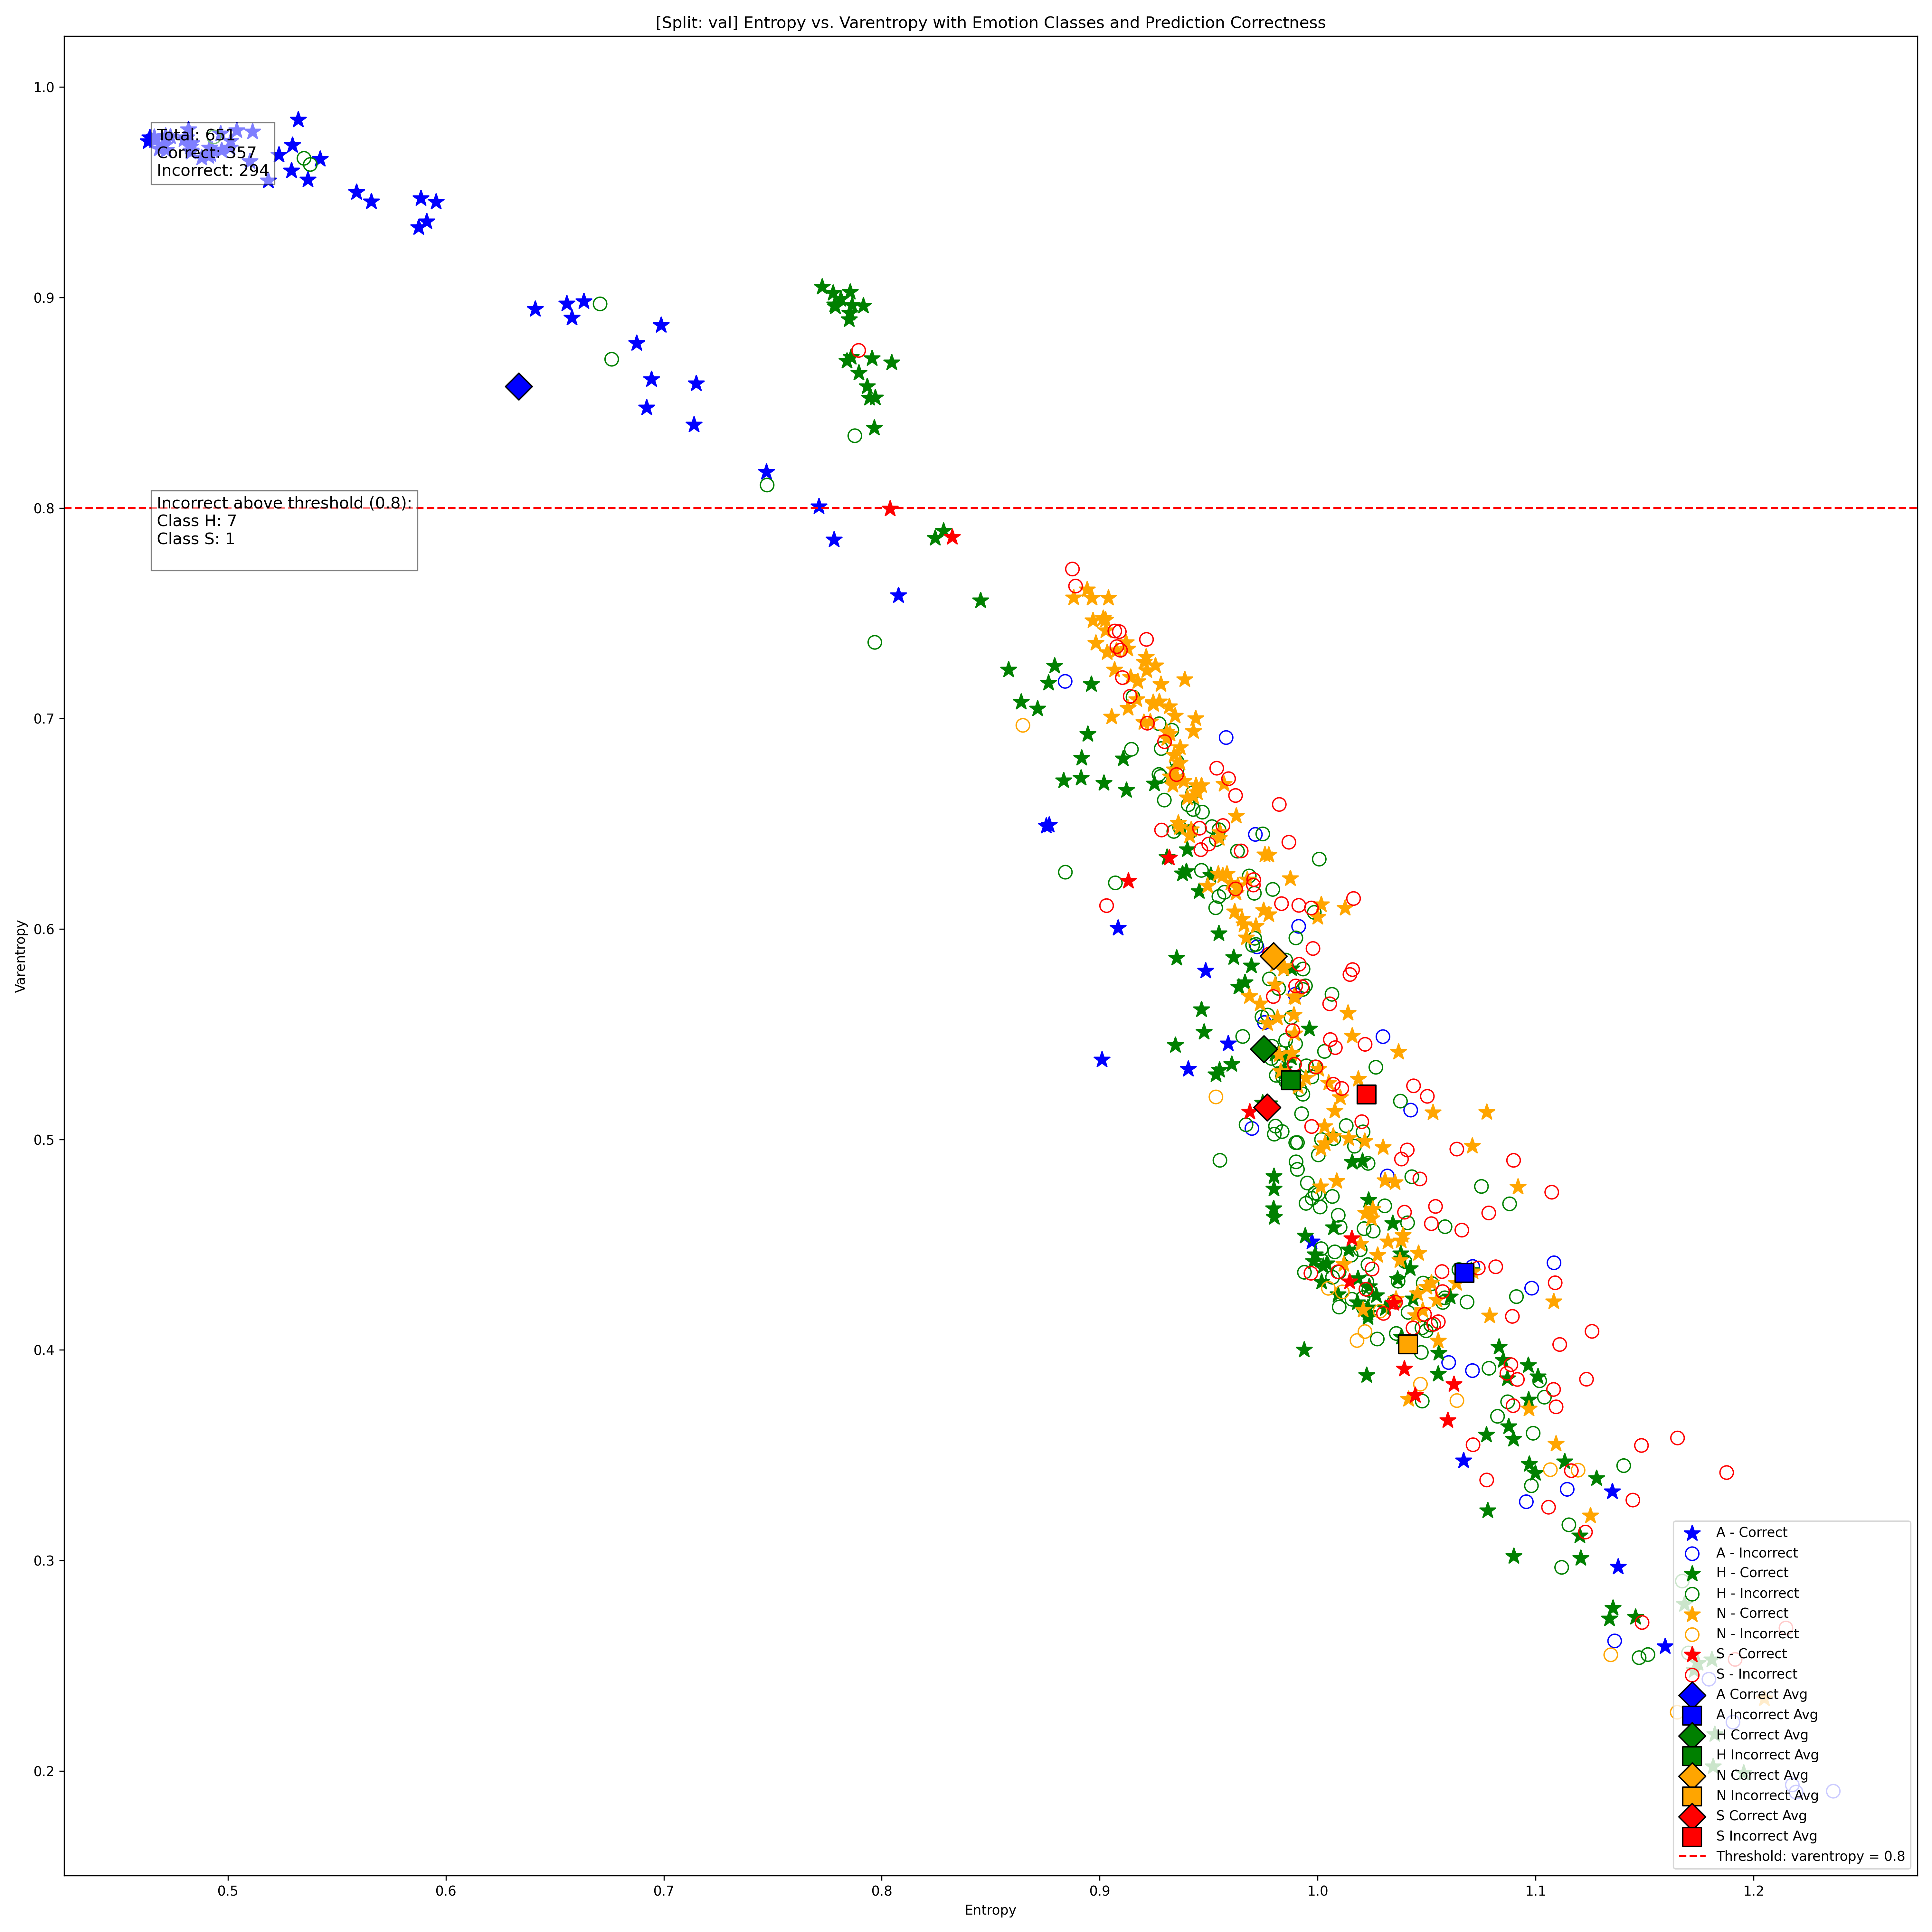 [Split: val] Entropy vs. Varentropy with Emotion Classes and Prediction Correctness
1.0
0.9
0.8
0.7
0.6
0.5
0.4
0.3
0.2
Varentropy
Total: 651
Correct: 357
Incorrect: 294
Incorrect above threshold (0.8):
Class H: 7
Class S: 1
A - Correct
A - Incorrect
H - Correct
H - Incorrect
N - Correct
N - Incorrect
S - Correct
S - Incorrect
A Correct Avg
A Incorrect Avg
H Correct Avg
H Incorrect Avg
N Correct Avg
N Incorrect Avg
S Correct Avg
S Incorrect Avg
Threshold: varentropy = 0.8
0.5 0.6 0.7 0.8 0.9 1.0 1.1 1.2
Entropy